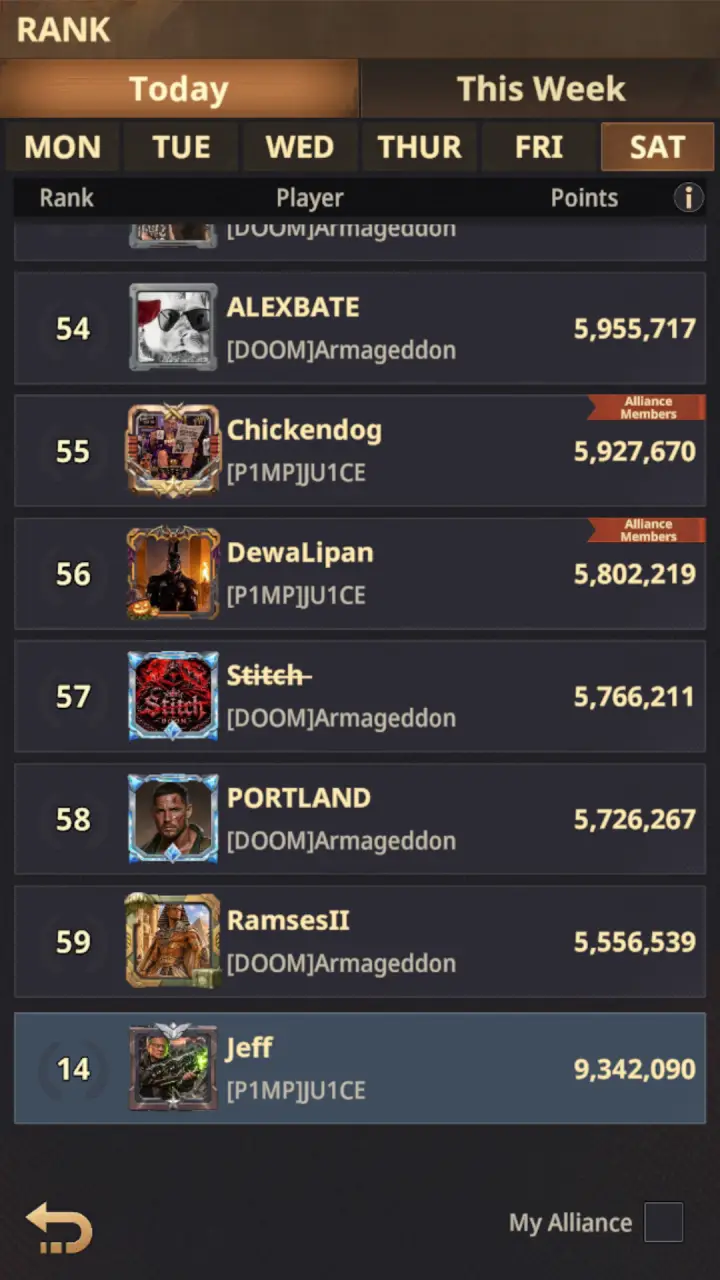 RANK
Today
This Week
MON TUE WED THUR FRI SAT
Rank Player Points
[DOOM]Armageddon
54 ALEXBATE 5,955,717
[DOOM]Armageddon
Alliance Members
55 Chickendog 5,927,670
[P1MP]JU1CE
Alliance Members
56 DewaLipan 5,802,219
[P1MP]JU1CE
57 Stitch 5,766,211
[DOOM]Armageddon
Stitch
58 PORTLAND 5,726,267
[DOOM]Armageddon
59 RamsesII 5,556,539
[DOOM]Armageddon
14 Jeff 9,342,090
[P1MP]JU1CE
My Alliance